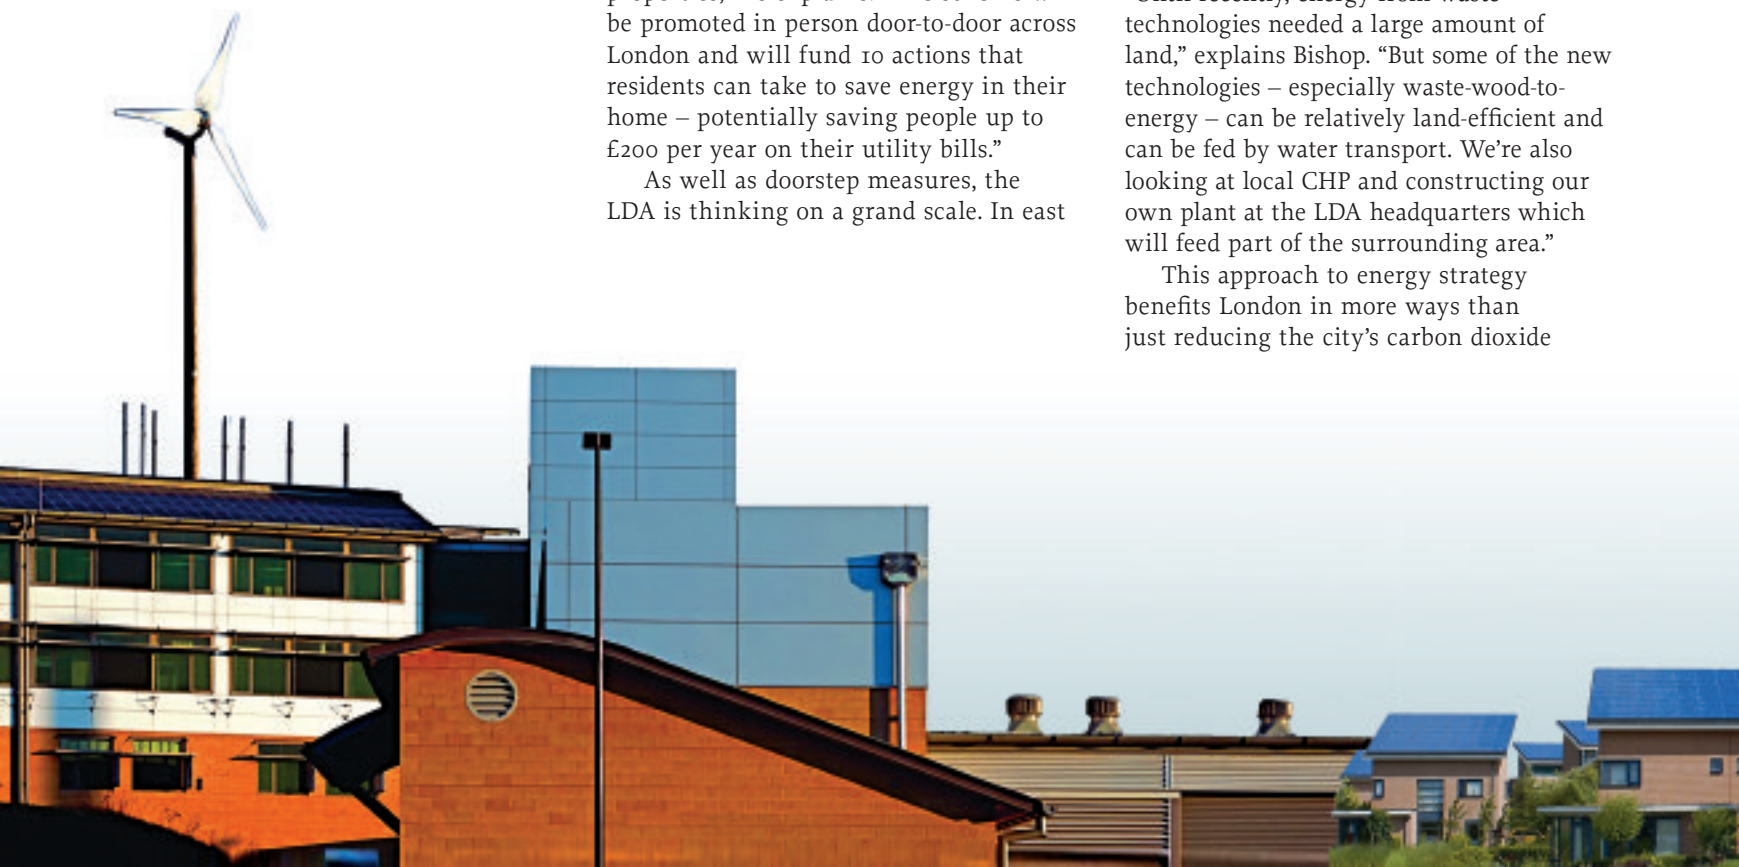 be promoted in person door-to-door across
London and will fund 10 actions that
residents can take to save energy in their
home – potentially saving people up to
£200 per year on their utility bills.”
As well as doorstep measures, the
LDA is thinking on a grand scale. In east
technologies needed a large amount of
land,” explains Bishop. “But some of the new
technologies – especially waste-wood-to-
energy – can be relatively land-efficient and
can be fed by water transport. We’re also
looking at local CHP and constructing our
own plant at the LDA headquarters which
will feed part of the surrounding area.”
This approach to energy strategy
benefits London in more ways than
just reducing the city’s carbon dioxide